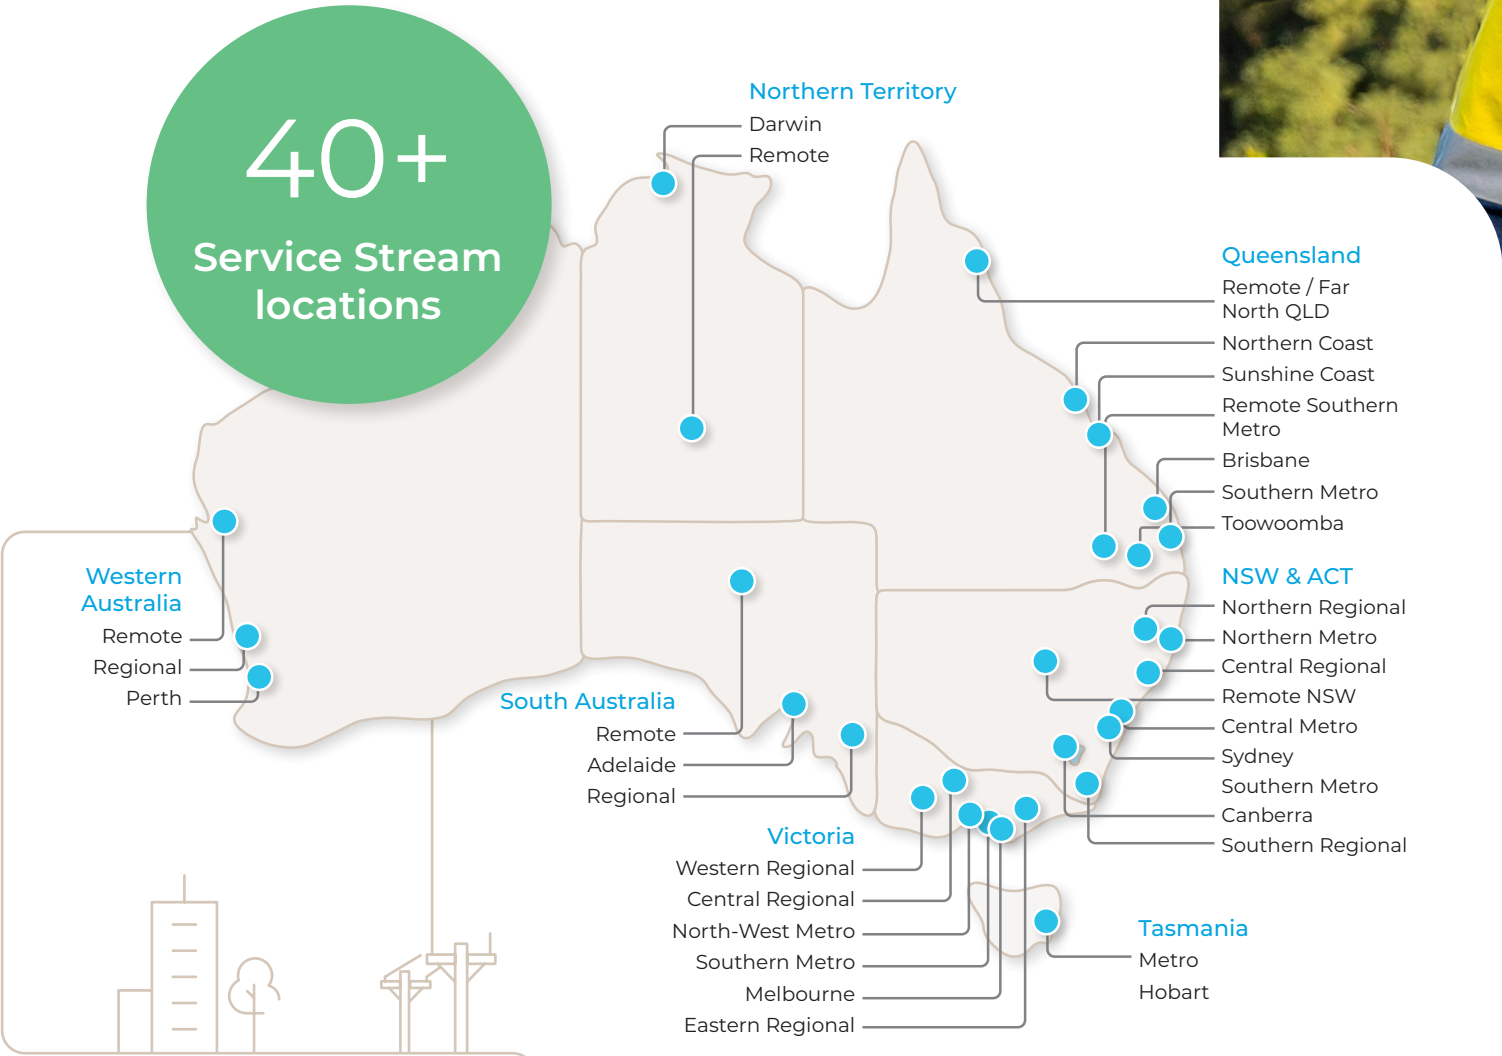 40+
Service Stream
locations
Northern Territory
Darwin
Remote
Queensland
Remote / Far
North QLD
Northern Coast
Sunshine Coast
Remote Southern
Metro
Brisbane
Southern Metro
Toowoomba
NSW & ACT
Northern Regional
Northern Metro
Central Regional
Remote NSW
Central Metro
Sydney
Southern Metro
Canberra
Southern Regional
Western
Australia
Remote
Regional
Perth
South Australia
Remote
Adelaide
Regional
Victoria
Western Regional
Central Regional
North-West Metro
Southern Metro
Melbourne
Eastern Regional
Tasmania
Metro
Hobart